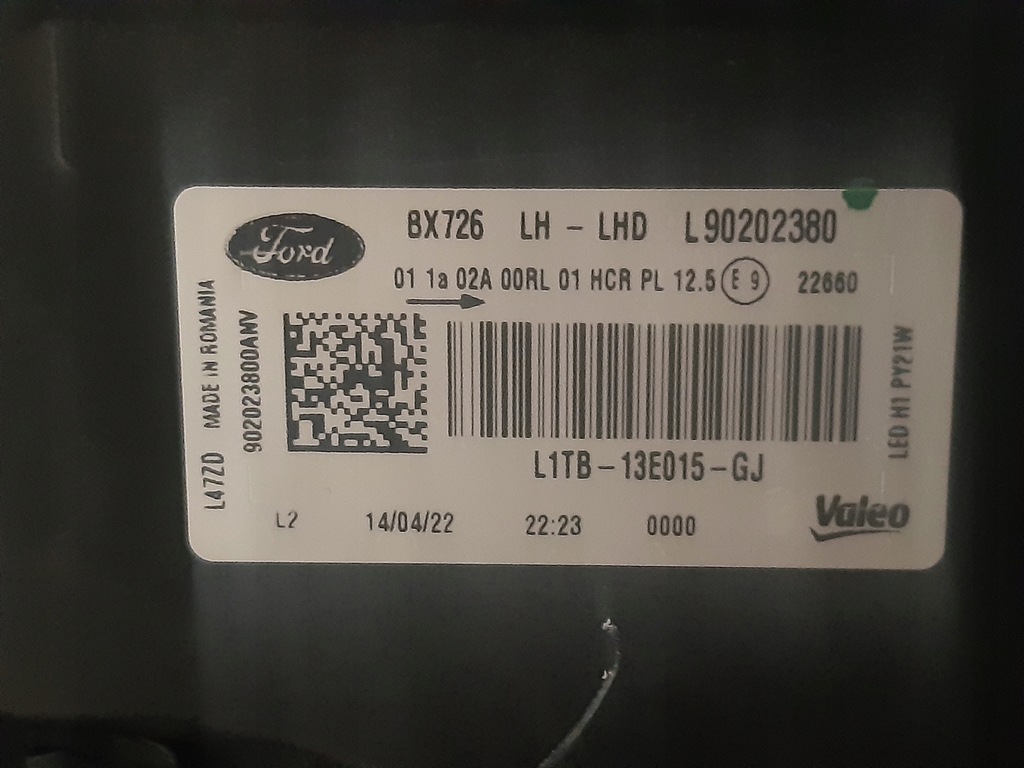 Ford
BX726 LH - LHD L90202380
01 1a 02A 00RL 01 HCR PL 12.5 E 9 22660
L47ZD MADE IN ROMANIA
90202380OAMV
LED H1 PY21W
L1TB-13E015-GJ
L2 14/04/22 22:23 0000
Valeo